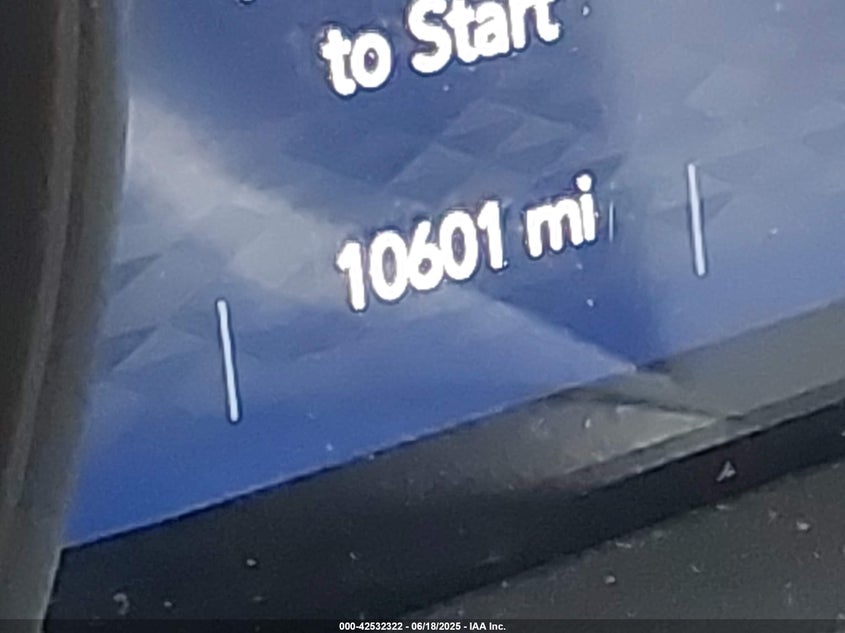 to Start
10601 mi
000-42532322 - 06/18/2025 - IAA Inc.